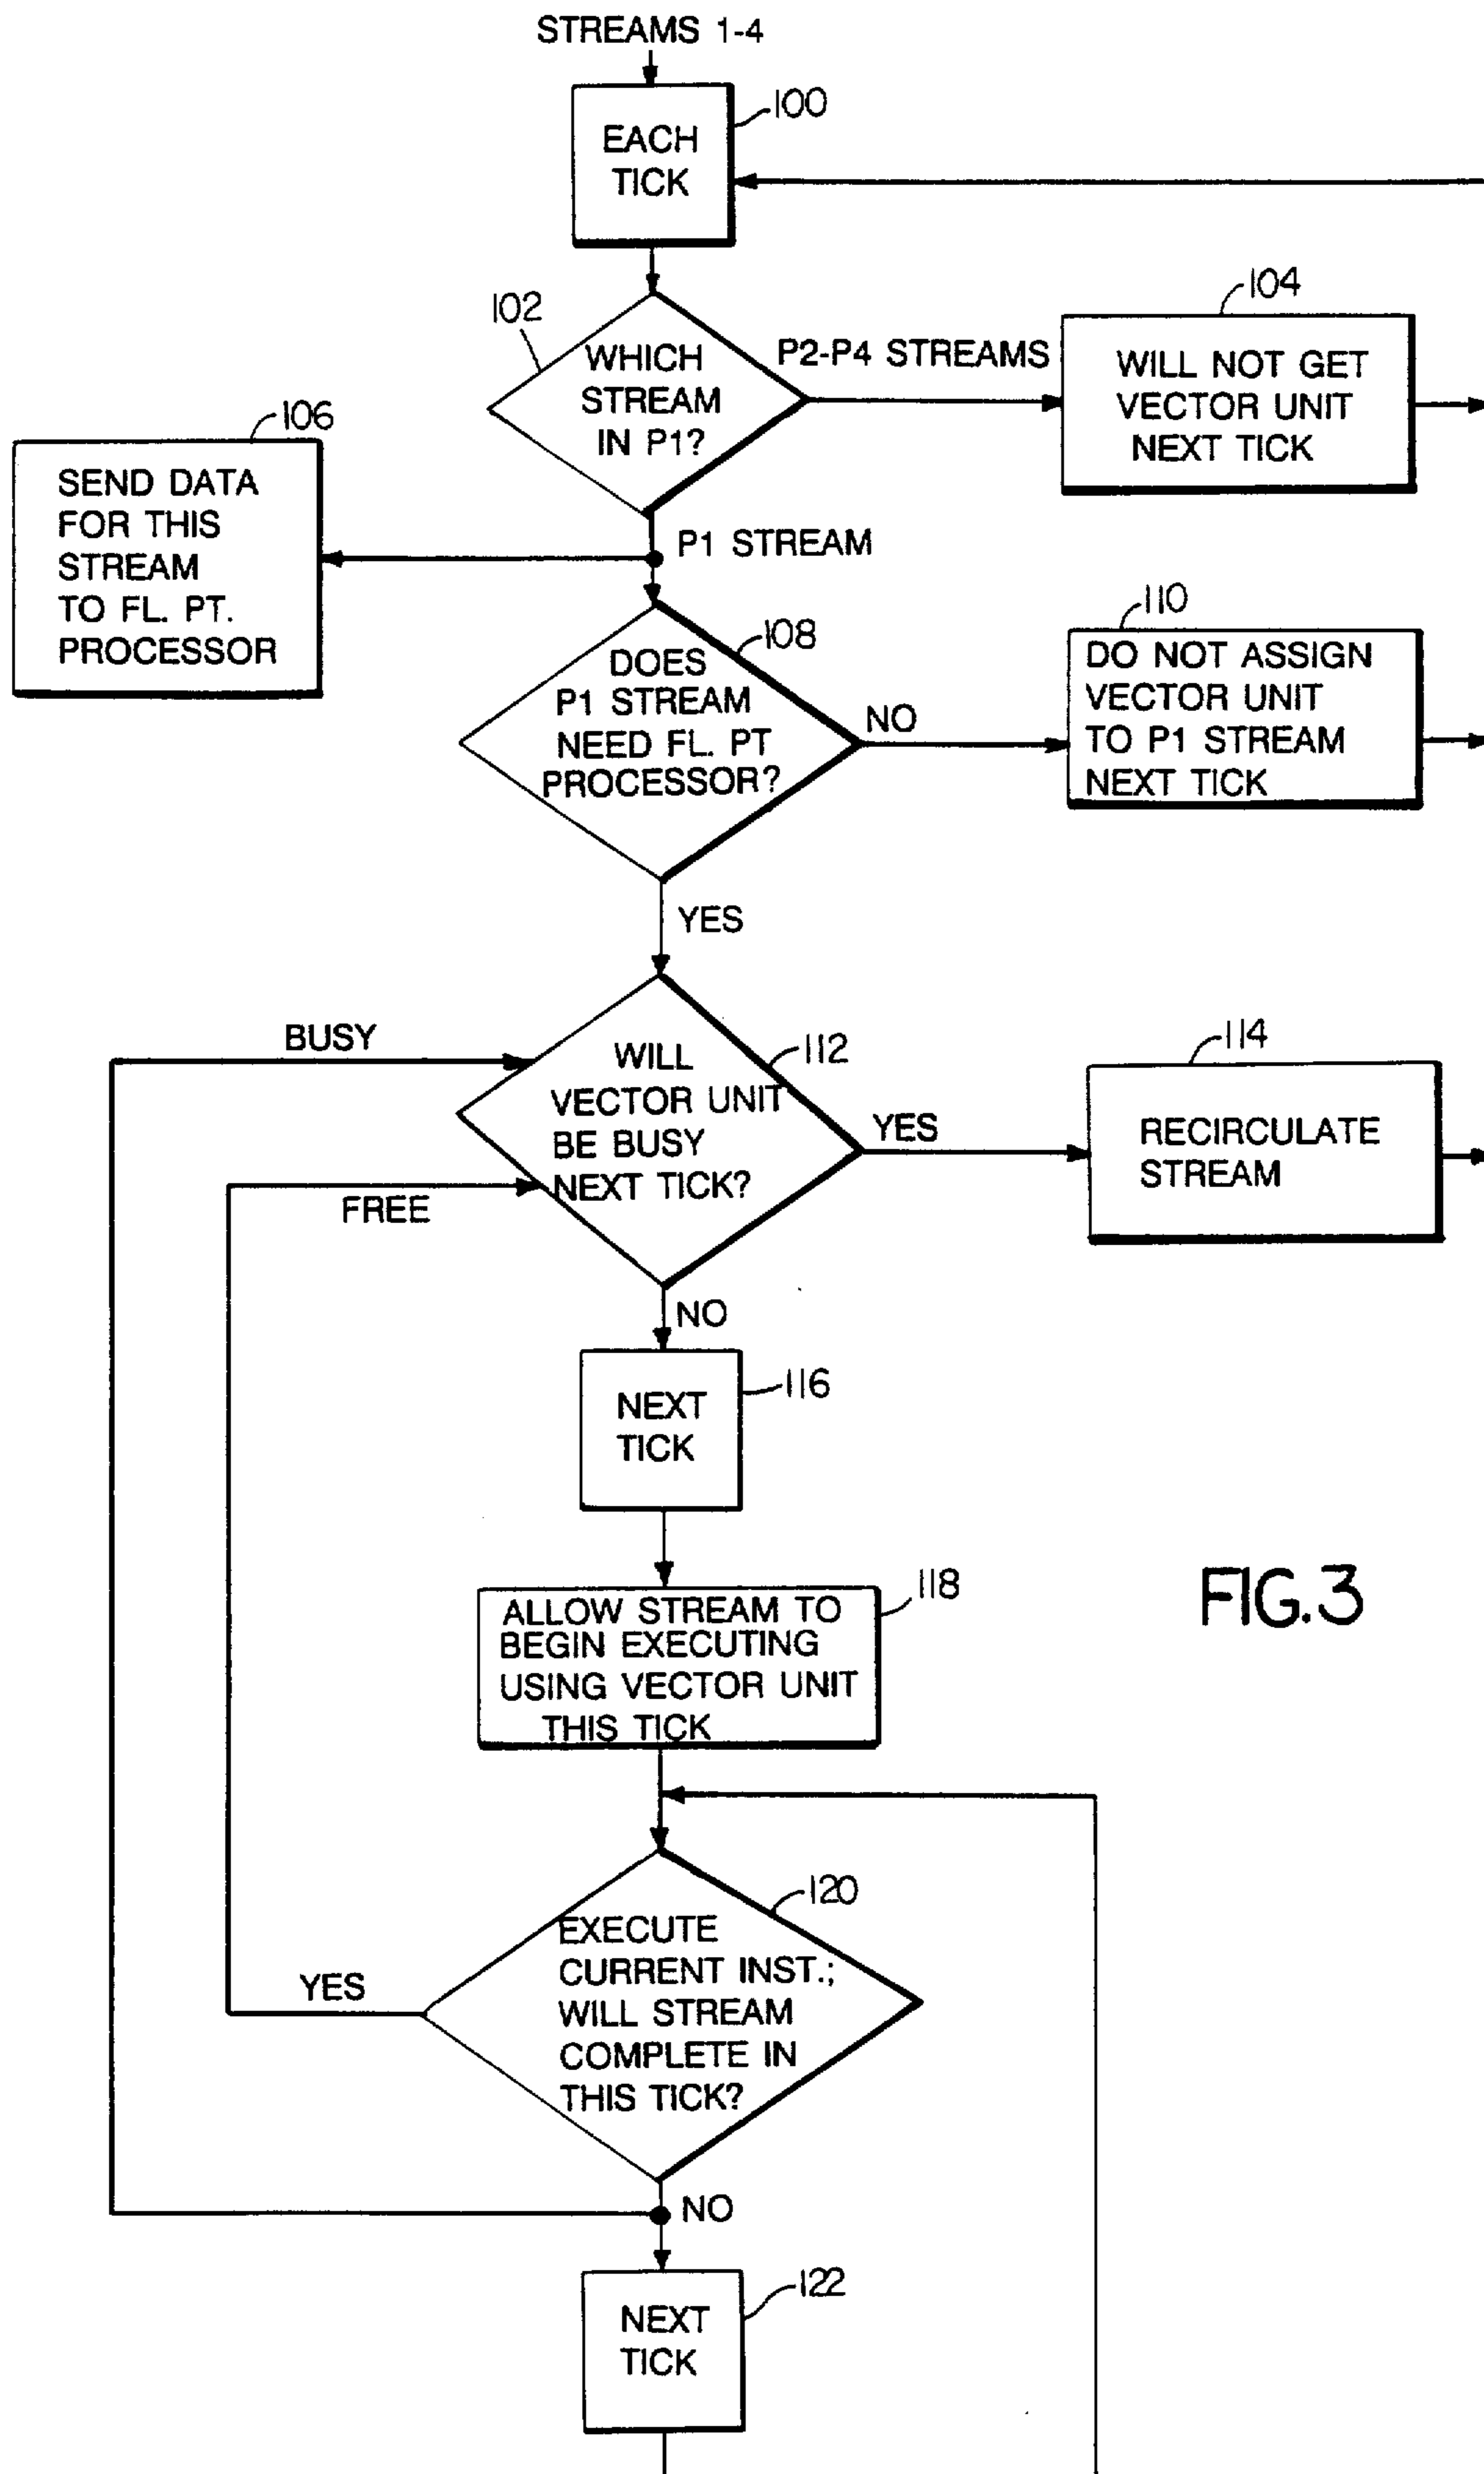 STREAMS 1-4
100
EACH
TICK
102
WHICH
STREAM
IN P1?
P2-P4 STREAMS
104
WILL NOT GET
VECTOR UNIT
NEXT TICK
106
SEND DATA
FOR THIS
STREAM
TO FL. PT.
PROCESSOR
P1 STREAM
108
DOES
P1 STREAM
NEED FL. PT
PROCESSOR?
NO
110
DO NOT ASSIGN
VECTOR UNIT
TO P1 STREAM
NEXT TICK
YES
BUSY
112
WILL
VECTOR UNIT
BE BUSY
NEXT TICK?
YES
114
RECIRCULATE
STREAM
FREE
NO
116
NEXT
TICK
118
ALLOW STREAM TO
BEGIN EXECUTING
USING VECTOR UNIT
THIS TICK
FIG.3
120
EXECUTE
CURRENT INST.;
WILL STREAM
COMPLETE IN
THIS TICK?
YES
NO
122
NEXT
TICK